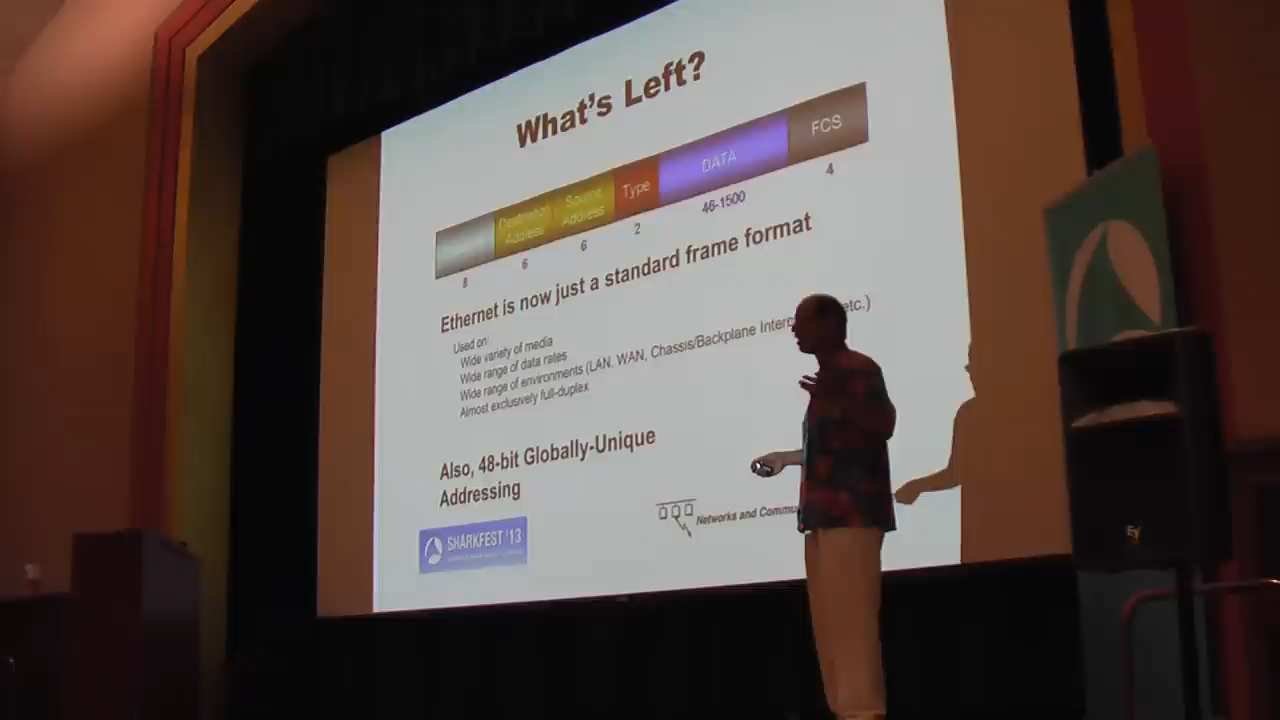 What's Left?
Destination Address
Source Address
Type
DATA
FCS
8
6
6
2
46-1500
4
Ethernet is now just a standard frame format
Used on:
Wide variety of media
Wide range of data rates
Wide range of environments (LAN, WAN, Chassis/Backplane etc.)
Almost exclusively full-duplex
Also, 48-bit Globally-Unique
Addressing
SHARKFEST '13
Networks and
EV